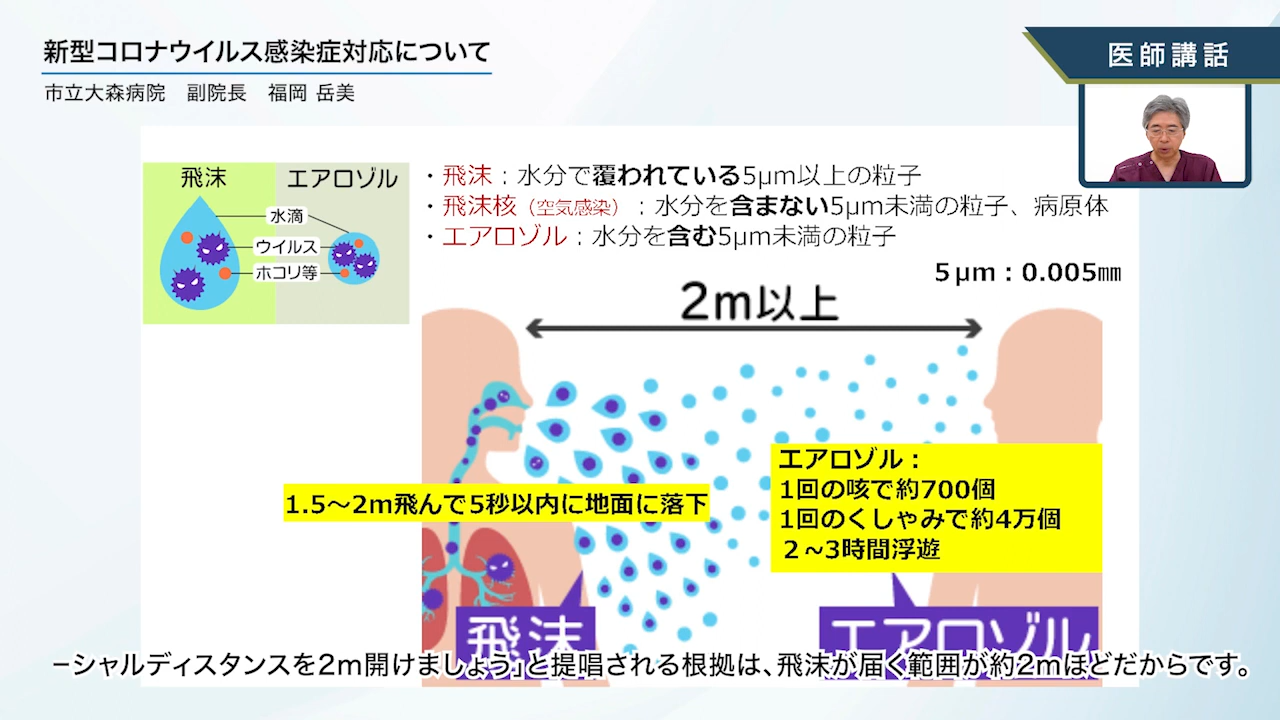 新型コロナウイルス感染症対応について
市立大森病院　副院長　福岡 岳美
医師講話
飛沫
エアロゾル
水滴
ウイルス
ホコリ等
・飛沫：水分で覆われている5μm以上の粒子
・飛沫核（空気感染）：水分を含まない5μm未満の粒子、病原体
・エアロゾル：水分を含む5μm未満の粒子
5μm：0.005㎜
2m以上
1.5～2m飛んで5秒以内に地面に落下
エアロゾル：
1回の咳で約700個
1回のくしゃみで約4万個
２～3時間浮遊
飛沫
エアロゾル
−シャルディスタンスを2m開けましょう」と提唱される根拠は、飛沫が届く範囲が約2mほどだからです。